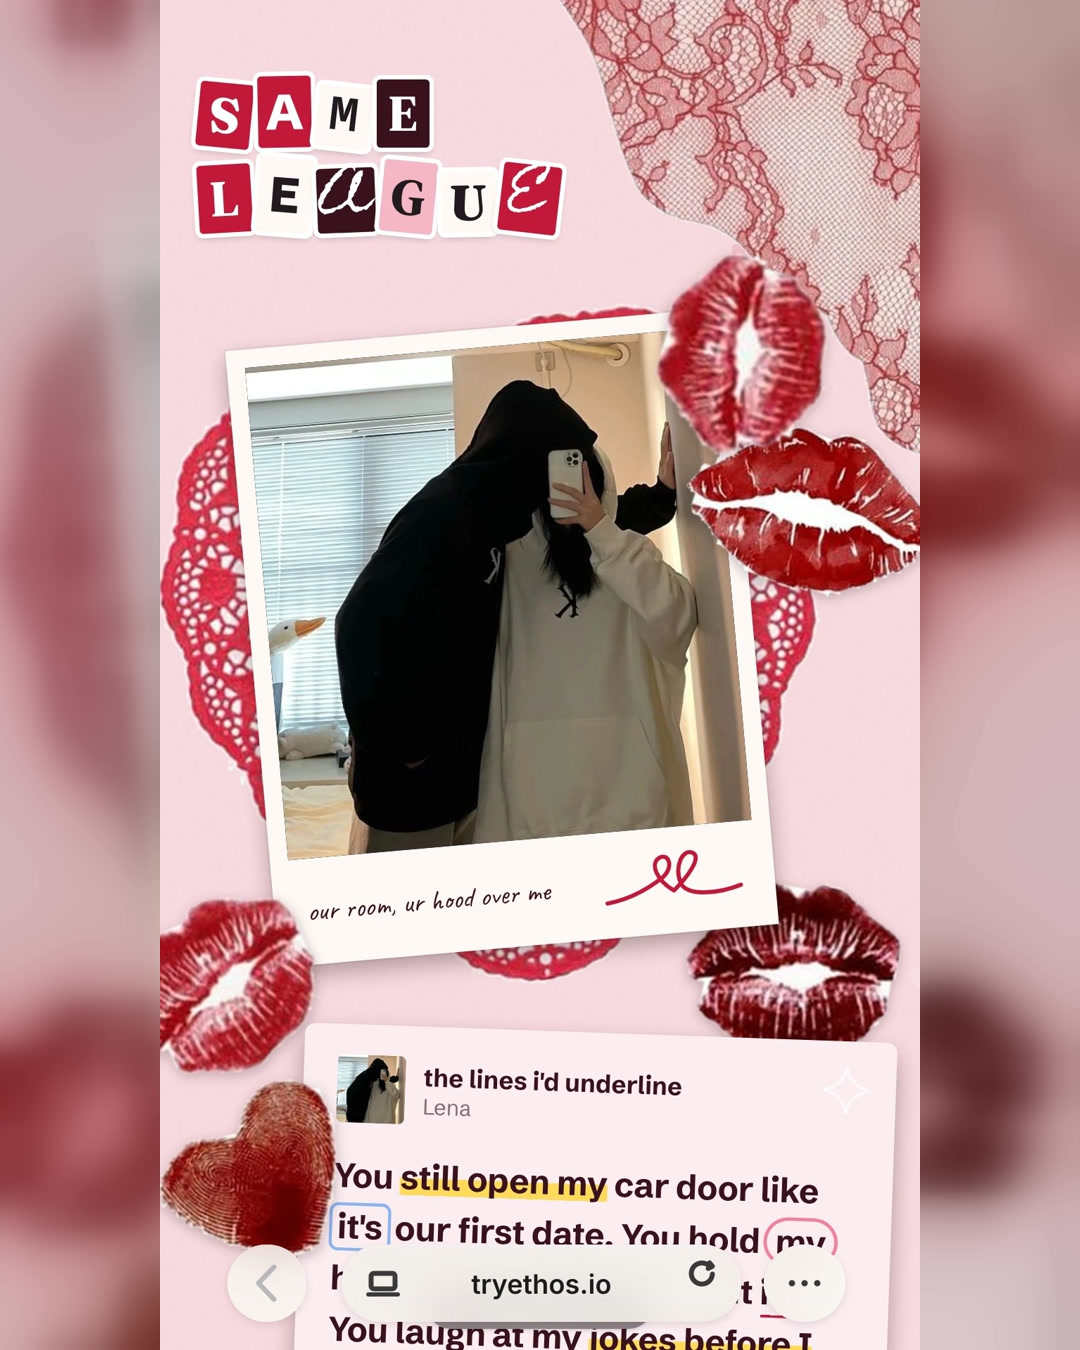 SAME
LEAGUE
our room, ur hood over me
the lines i'd underline
Lena
You still open my car door like
it's our first date. You hold my
tryethos.io
You laugh at my jokes before I